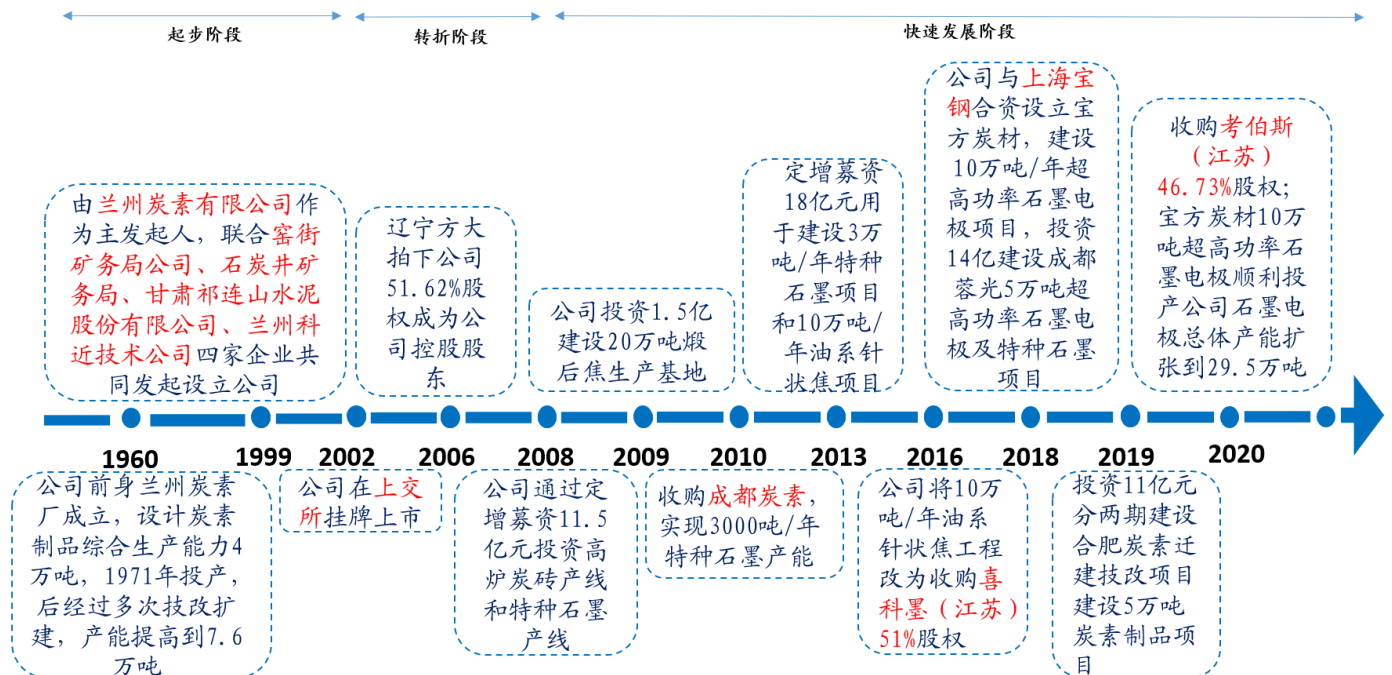 起步阶段
转折阶段
快速发展阶段
由兰州炭素有限公司作
为主发起人，联合窑街
矿务局公司、石炭井矿
务局、甘肃祁连山水泥
股份有限公司、兰州科
近技术公司四家企业共
同发起设立公司
辽宁方大
拍下公司
51.62%股
权成为公
司控股股
东
公司投资1.5亿
建设20万吨煅
后焦生产基地
定增募资
18亿元用
于建设3万
吨/年特种
石墨项目
和10万吨/
年油系针
状焦项目
公司与上海宝
钢合资设立宝
方炭材，建设
10万吨/年超
高功率石墨电
极项目，投资
14亿建设成都
蓉光5万吨超
高功率石墨电
极及特种石墨
项目
收购考伯斯
（江苏）
46.73%股权；
宝方炭材10万
吨超高功率石
墨电极顺利投
产公司石墨电
极总体产能扩
张到29.5万吨
1960
1999
2002
2006
2008
2009
2010
2013
2016
2018
2019
2020
公司前身兰州炭素
厂成立，设计炭素
制品综合生产能力4
万吨，1971年投产，
后经过多次技改扩
建，产能提高到7.6
万吨
公司在上交
所挂牌上市
公司通过定
增募资11.5
亿元投资高
炉炭砖产线
和特种石墨
产线
收购成都炭素，
实现3000吨/年
特种石墨产能
公司将10万
吨/年油系
针状焦工程
改为收购喜
科墨（江苏）
51%股权
投资11亿元
分两期建设
合肥炭素迁
建技改项目
建设5万吨
炭素制品项
目